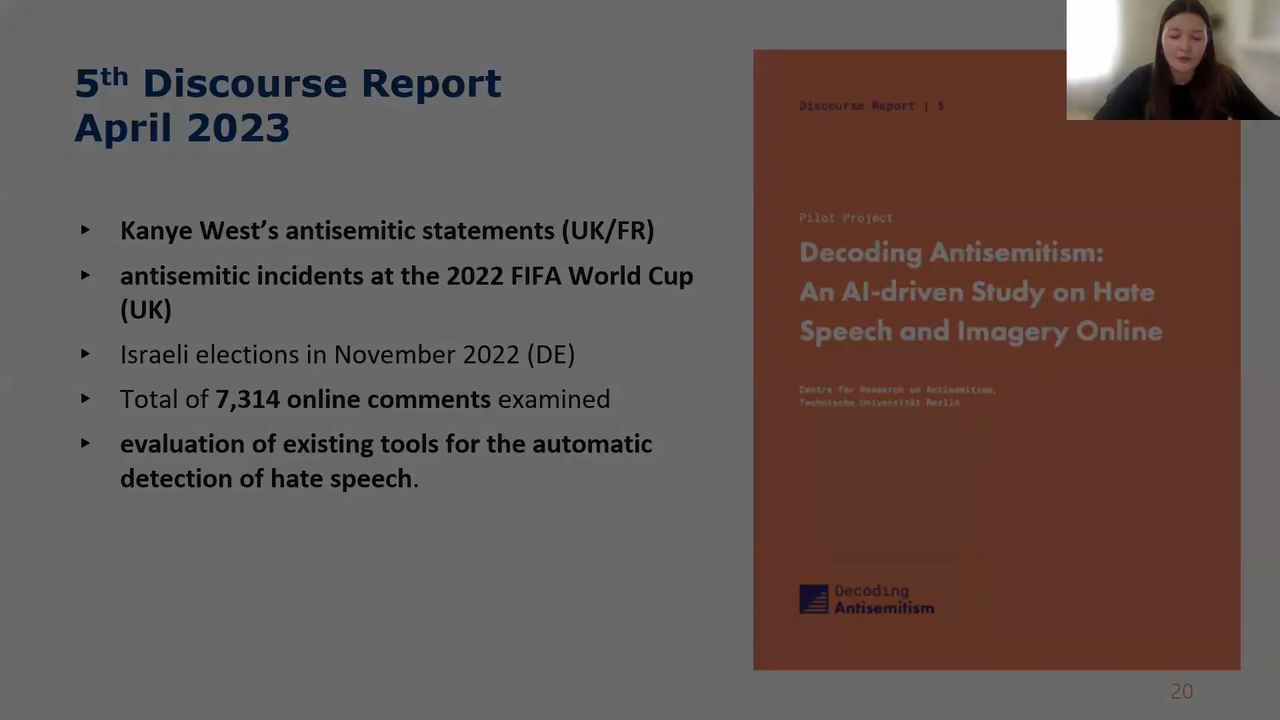 5th Discourse Report
April 2023
‣ Kanye West’s antisemitic statements (UK/FR)
‣ antisemitic incidents at the 2022 FIFA World Cup
(UK)
‣ Israeli elections in November 2022 (DE)
‣ Total of 7,314 online comments examined
‣ evaluation of existing tools for the automatic
detection of hate speech.
Discourse Report | 5
Pilot Project
Decoding Antisemitism:
An AI-driven Study on Hate
Speech and Imagery Online
Centre for Research on Antisemitism,
Technische Universität Berlin
Decoding
Antisemitism
20